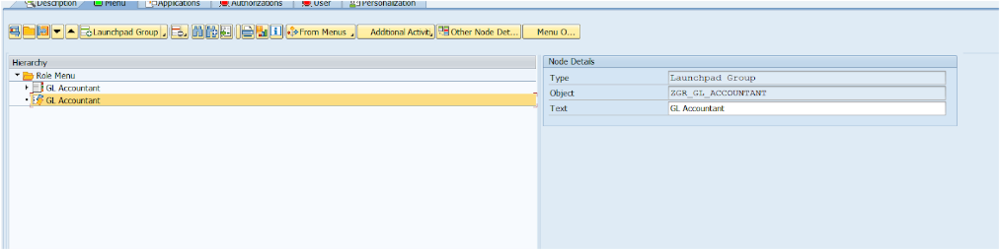 Description Menu Applications Authorizations User Personalization
Launchpad Group From Menus Additional Activit Other Node Det... Menu O...
Hierarchy
Role Menu
GL Accountant
GL Accountant
Node Details
Type Launchpad Group
Object ZGR_GL_ACCOUNTANT
Text GL Accountant